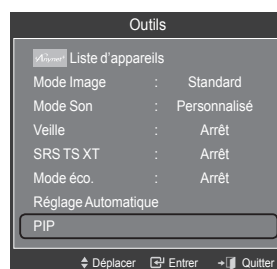 Outils
Anynet+ Liste d'appareils
Mode Image : Standard
Mode Son : Personnalisé
Veille : Arrêt
SRS TS XT : Arrêt
Mode éco. : Arrêt
Réglage Automatique
PIP
Déplacer Entrer Quitter